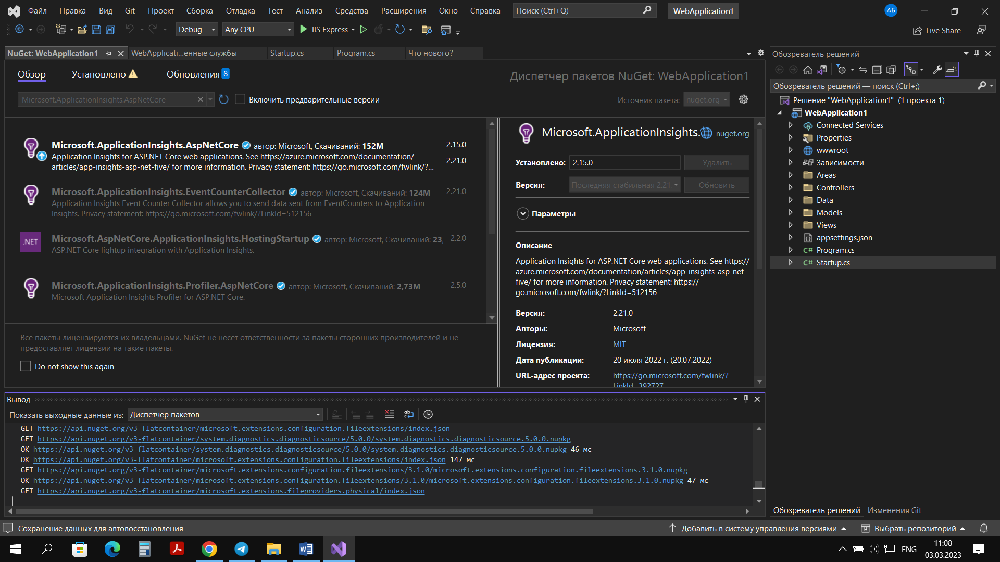 Файл Правка Вид Git Проект Сборка Отладка Тест Анализ Средства Расширения Окно Справка Поиск (Ctrl+Q) WebApplication1 АБ
Debug Any CPU IIS Express Live Share
NuGet: WebApplication1 WebApplicati...енные службы Startup.cs Program.cs Что нового?
Обзор Установлено Обновления 8
Диспетчер пакетов NuGet: WebApplication1
Microsoft.ApplicationInsights.AspNetCore Включить предварительные версии Источник пакета: nuget.org
Microsoft.ApplicationInsights.AspNetCore автор: Microsoft, Скачиваний: 152M 2.15.0
Application Insights for ASP.NET Core web applications. See https://azure.microsoft.com/documentation/ 2.21.0
articles/app-insights-asp-net-five/ for more information. Privacy statement: https://go.microsoft.com/fwlink/?...
Microsoft.ApplicationInsights.EventCounterCollector автор: Microsoft, Скачиваний: 124M 2.21.0
Application Insights Event Counter Collector allows you to send data sent from EventCounters to Application
Insights. Privacy statement: https://go.microsoft.com/fwlink/?LinkId=512156
.NET Microsoft.AspNetCore.ApplicationInsights.HostingStartup автор: Microsoft, Скачиваний: 23, 2.2.0
ASP.NET Core lightup integration with Application Insights.
Microsoft.ApplicationInsights.Profiler.AspNetCore автор: Microsoft, Скачиваний: 2,73M 2.5.0
Microsoft Application Insights Profiler for ASP.NET Core.
Все пакеты лицензируются их владельцами. NuGet не несет ответственности за пакеты сторонних производителей и не
предоставляет лицензии на такие пакеты.
Do not show this again
Microsoft.ApplicationInsights. nuget.org
Установлено: 2.15.0 Удалить
Версия: Последняя стабильная 2.21 Обновить
Параметры
Описание
Application Insights for ASP.NET Core web applications. See https://
azure.microsoft.com/documentation/articles/app-insights-asp-net-
five/ for more information. Privacy statement: https://
go.microsoft.com/fwlink/?LinkId=512156
Версия: 2.21.0
Авторы: Microsoft
Лицензия: MIT
Дата публикации: 20 июля 2022 г. (20.07.2022)
URL-адрес проекта: https://go.microsoft.com/fwlink/?
LinkId=392727
Вывод
Показать выходные данные из: Диспетчер пакетов
GET https://api.nuget.org/v3-flatcontainer/microsoft.extensions.configuration.fileextensions/index.json
GET https://api.nuget.org/v3-flatcontainer/system.diagnostics.diagnosticsource/5.0.0/system.diagnostics.diagnosticsource.5.0.0.nupkg
OK https://api.nuget.org/v3-flatcontainer/system.diagnostics.diagnosticsource/5.0.0/system.diagnostics.diagnosticsource.5.0.0.nupkg 46 мс
OK https://api.nuget.org/v3-flatcontainer/microsoft.extensions.configuration.fileextensions/index.json 147 мс
GET https://api.nuget.org/v3-flatcontainer/microsoft.extensions.configuration.fileextensions/3.1.0/microsoft.extensions.configuration.fileextensions.3.1.0.nupkg
OK https://api.nuget.org/v3-flatcontainer/microsoft.extensions.configuration.fileextensions/3.1.0/microsoft.extensions.configuration.fileextensions.3.1.0.nupkg 47 мс
GET https://api.nuget.org/v3-flatcontainer/microsoft.extensions.fileproviders.physical/index.json
Обозреватель решений
Обозреватель решений — поиск (Ctrl+;)
Решение "WebApplication1" (1 проекта 1)
WebApplication1
Connected Services
Properties
wwwroot
Зависимости
Areas
Controllers
Data
Models
Views
appsettings.json
C# Program.cs
C# Startup.cs
Обозреватель решений Изменения Git
Сохранение данных для автовосстановления Добавить в систему управления версиями Выбрать репозиторий
ENG 11:08
03.03.2023